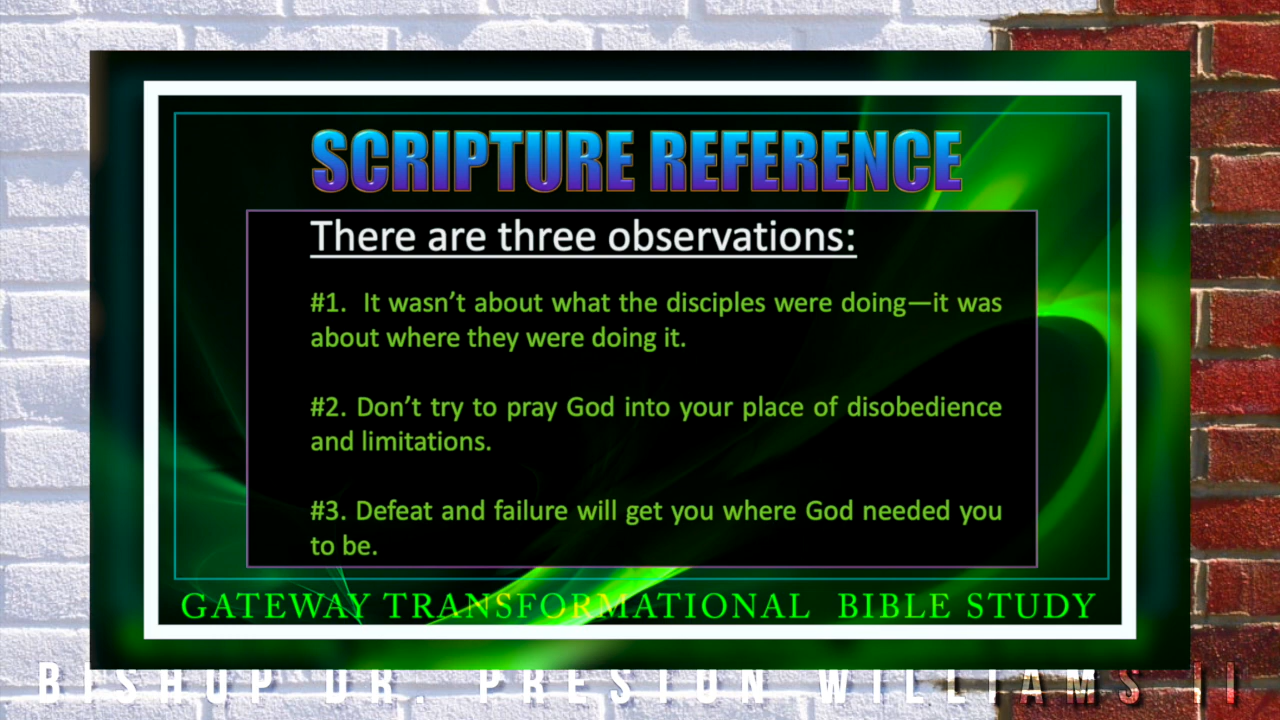 SCRIPTURE REFERENCE
There are three observations:
#1. It wasn't about what the disciples were doing—it was
about where they were doing it.
#2. Don't try to pray God into your place of disobedience
and limitations.
#3. Defeat and failure will get you where God needed you
to be.
GATEWAY TRANSFORMATIONAL BIBLE STUDY
BISHOP DR. PRESTON WILLIAMS II